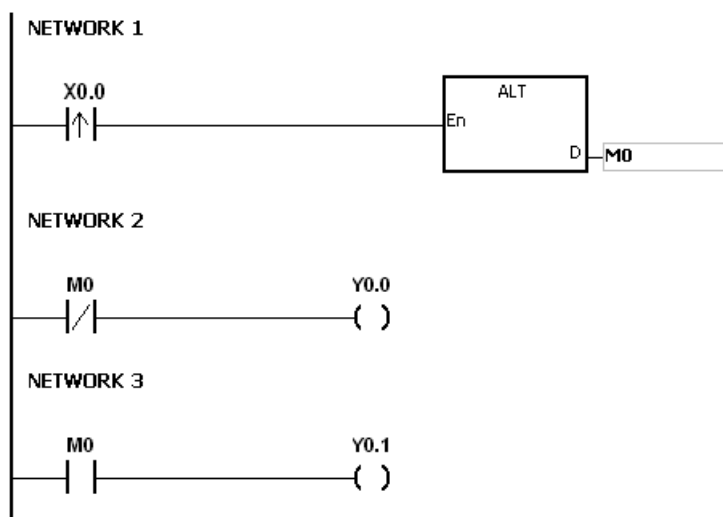 NETWORK 1
X0.0
ALT
En
D M0
NETWORK 2
M0 Y0.0
NETWORK 3
M0 Y0.1